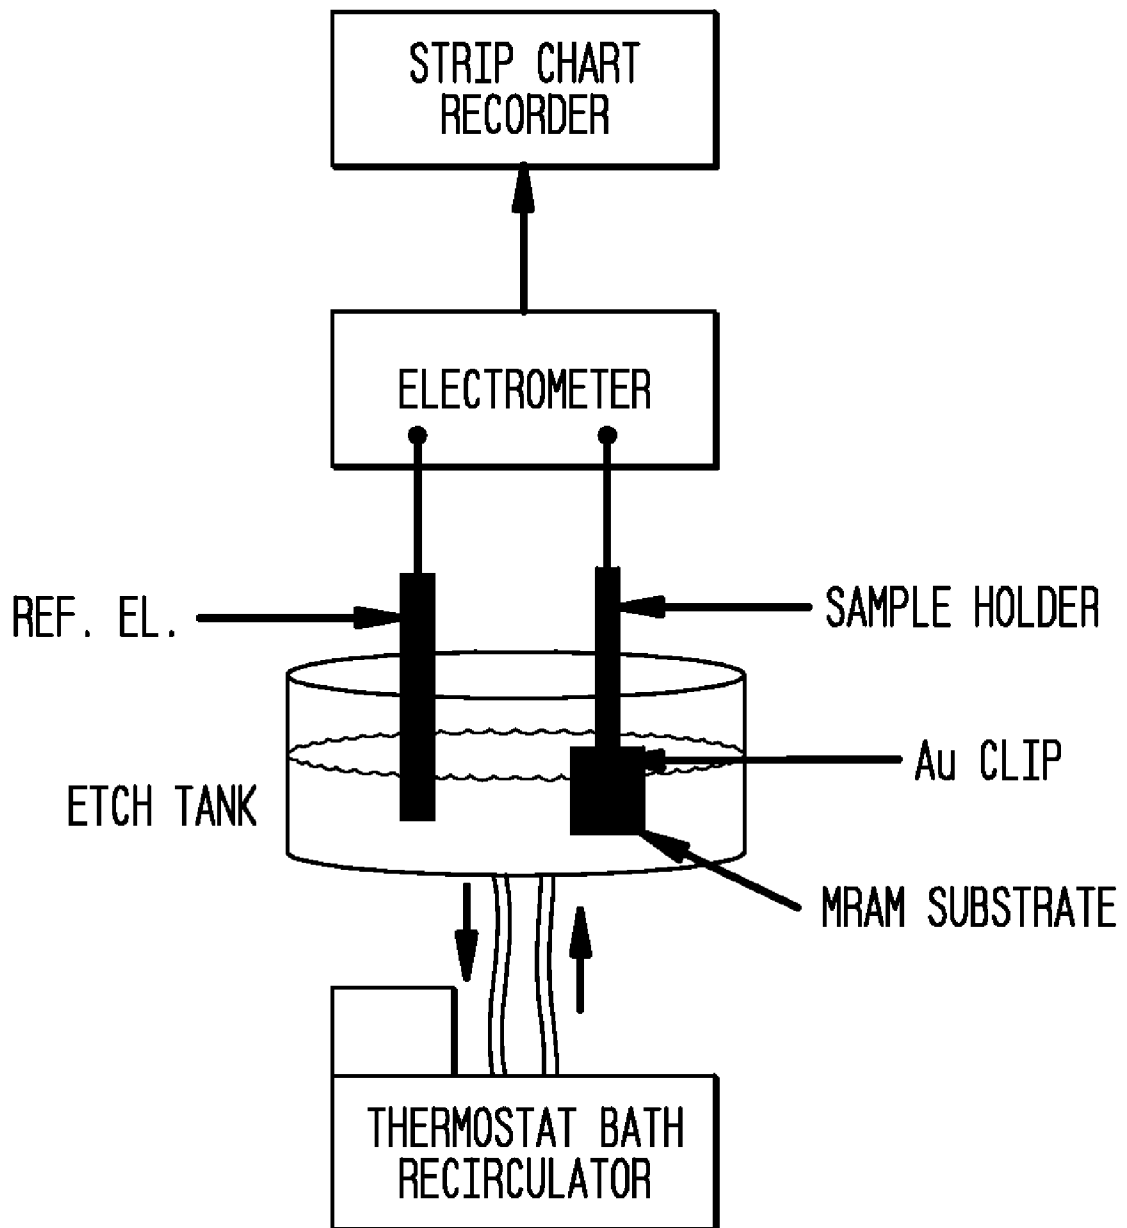 STRIP CHART
RECORDER
ELECTROMETER
REF. EL.
SAMPLE HOLDER
Au CLIP
ETCH TANK
MRAM SUBSTRATE
THERMOSTAT BATH
RECIRCULATOR